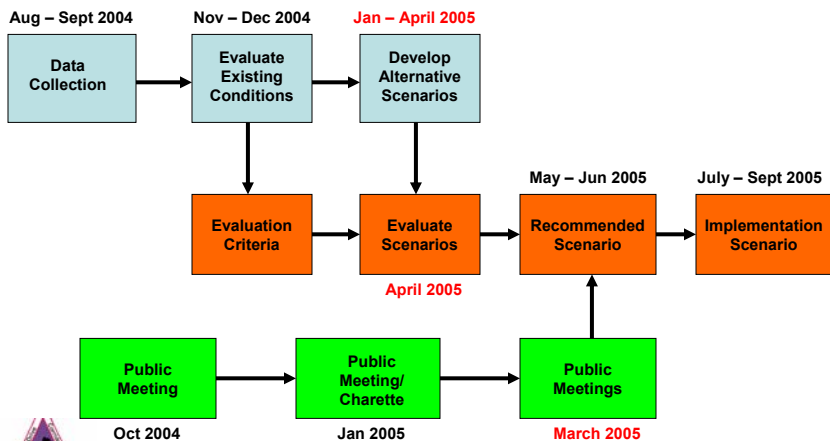 Aug – Sept 2004
Nov – Dec 2004
Jan – April 2005
Data
Collection
Evaluate
Existing
Conditions
Develop
Alternative
Scenarios
May – Jun 2005
July – Sept 2005
Evaluation
Criteria
Evaluate
Scenarios
Recommended
Scenario
Implementation
Scenario
April 2005
Public
Meeting
Public
Meeting/
Charette
Public
Meetings
Oct 2004
Jan 2005
March 2005